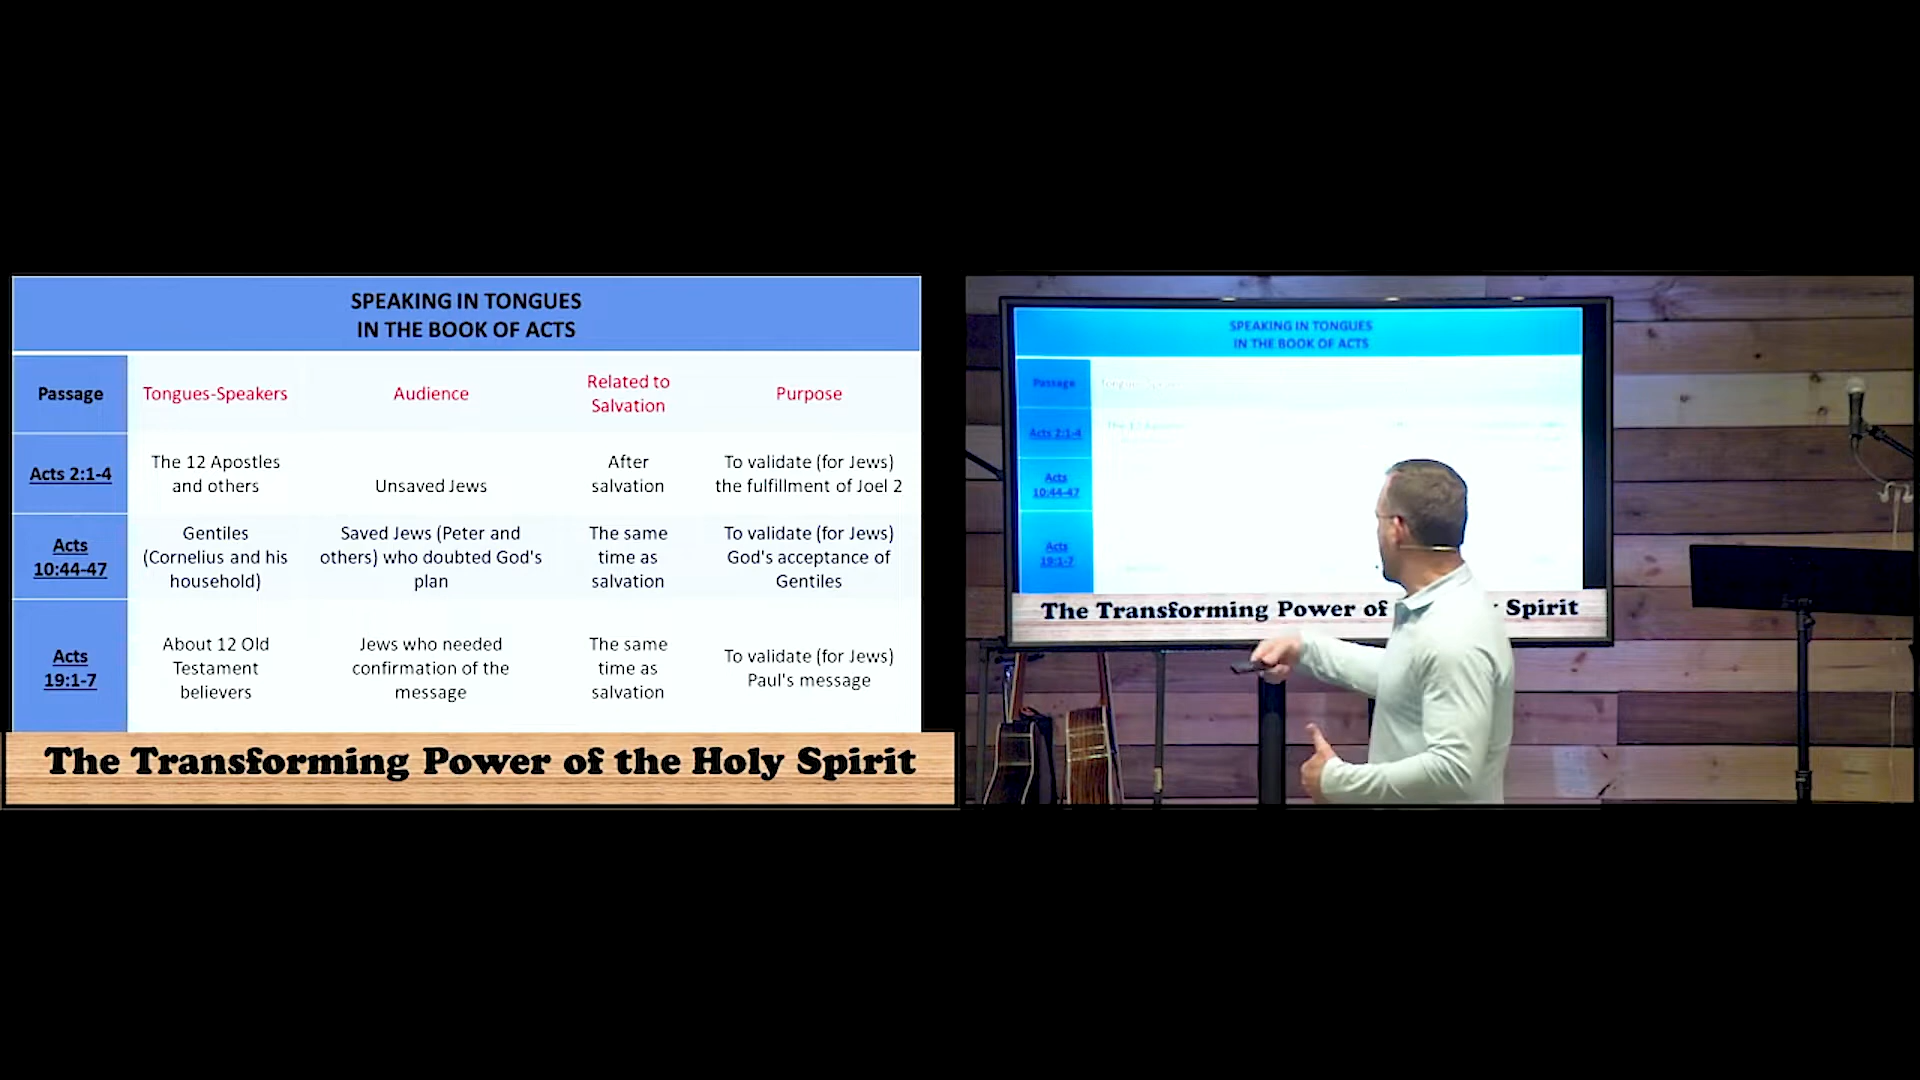 SPEAKING IN TONGUES
IN THE BOOK OF ACTS
Passage
Tongues-Speakers
Audience
Related to
Salvation
Purpose
Acts 2:1-4
The 12 Apostles
and others
Unsaved Jews
After
salvation
To validate (for Jews)
the fulfillment of Joel 2
Acts
10:44-47
Gentiles
(Cornelius and his
household)
Saved Jews (Peter and
others) who doubted God's
plan
The same
time as
salvation
To validate (for Jews)
God's acceptance of
Gentiles
Acts
19:1-7
About 12 Old
Testament
believers
Jews who needed
confirmation of the
message
The same
time as
salvation
To validate (for Jews)
Paul's message
The Transforming Power of the Holy Spirit
SPEAKING IN TONGUES
IN THE BOOK OF ACTS
Passage
Acts 2:1-4
Acts
10:44-47
Acts
19:1-7
The Transforming Power of Spirit